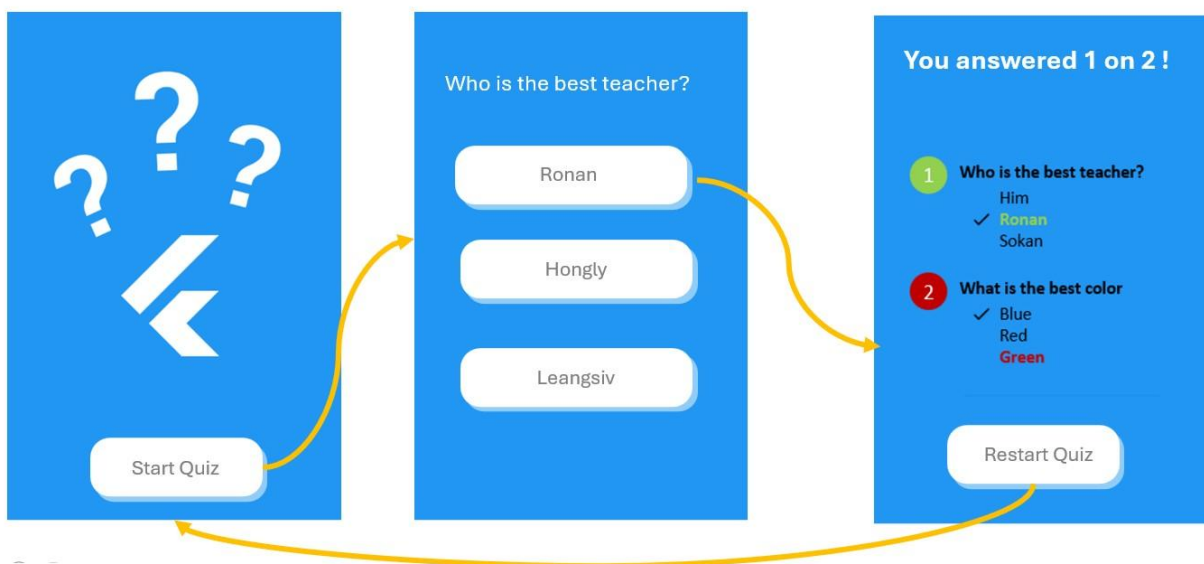 ?
?
?
Start Quiz
Who is the best teacher?
Ronan
Hongly
Leangsiv
You answered 1 on 2 !
1
Who is the best teacher?
Him
✓ Ronan
Sokan
2
What is the best color
✓ Blue
Red
Green
Restart Quiz